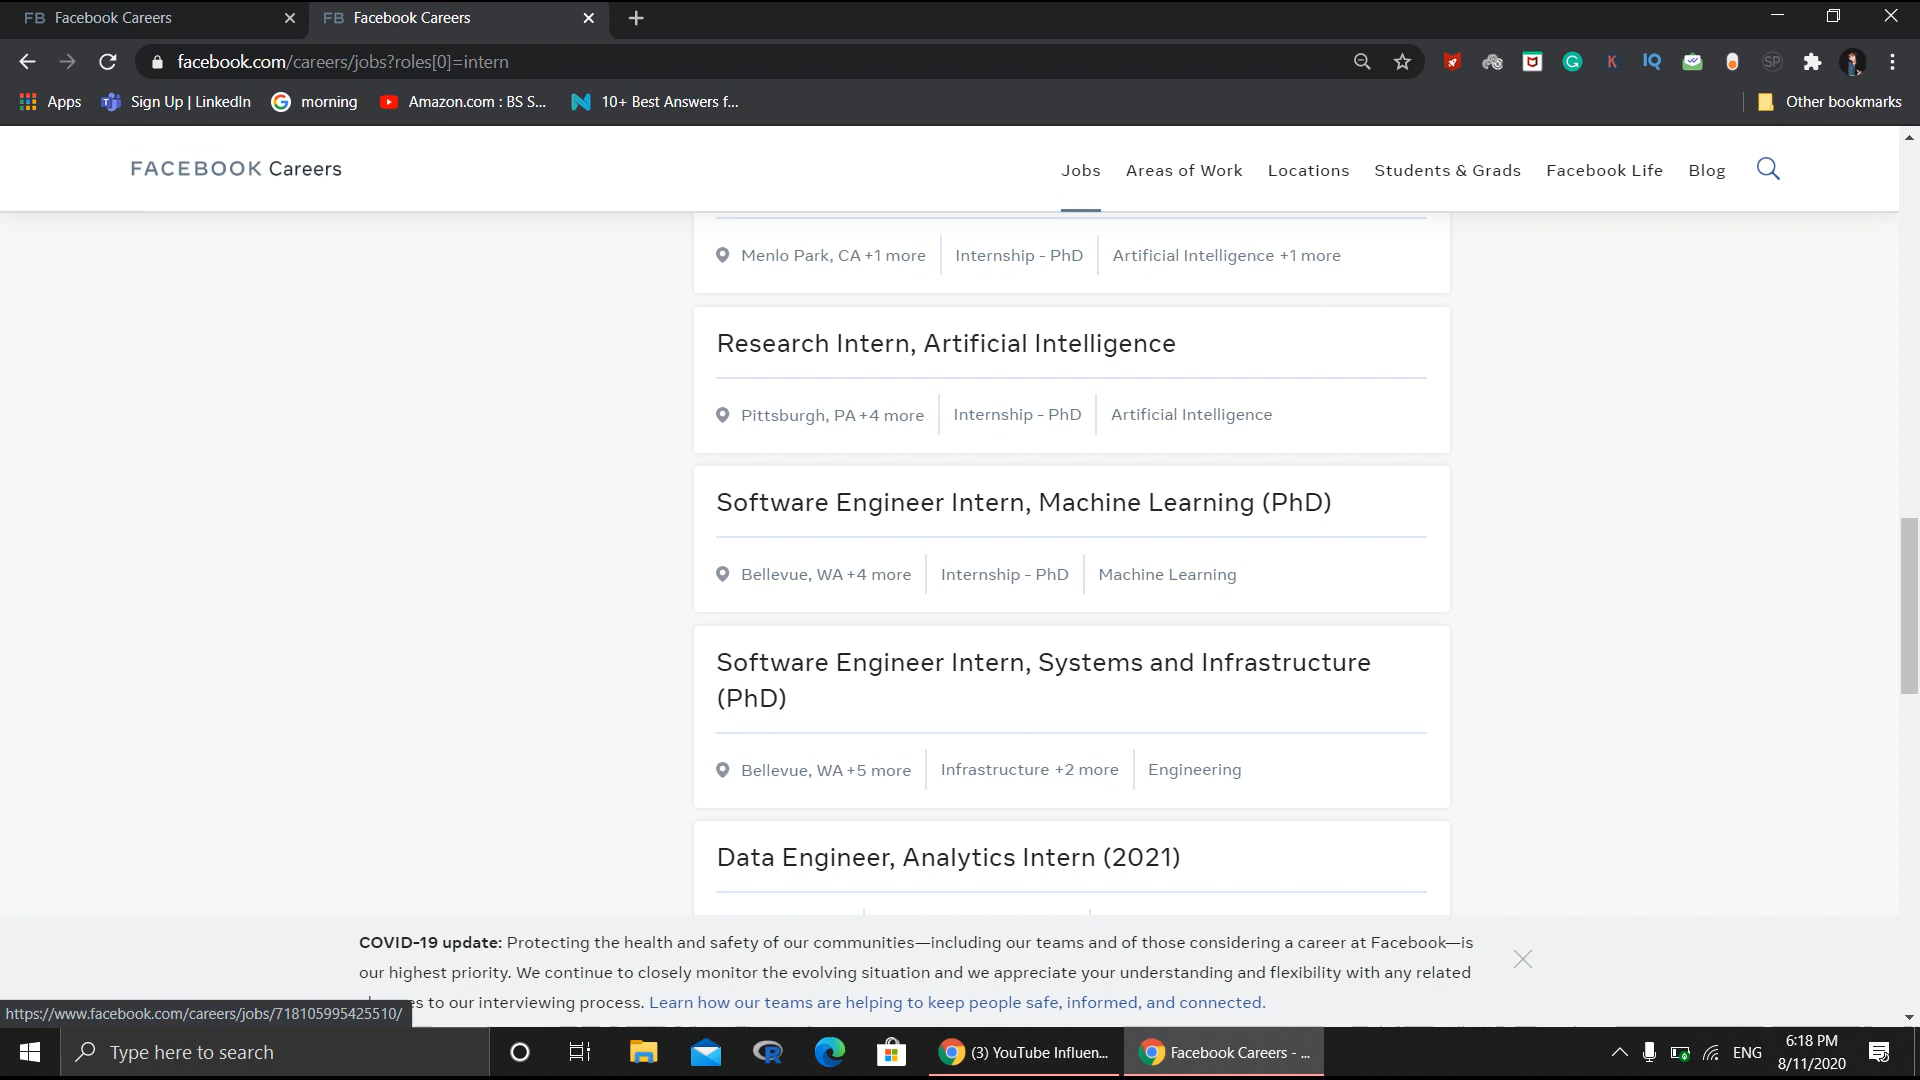 FB Facebook Careers
FB Facebook Careers
facebook.com/careers/jobs?roles[0]=intern
K
IQ
SP
Apps
Sign Up | LinkedIn
morning
Amazon.com : BS S...
10+ Best Answers f...
Other bookmarks
FACEBOOK Careers
Jobs
Areas of Work
Locations
Students & Grads
Facebook Life
Blog
Menlo Park, CA +1 more
Internship - PhD
Artificial Intelligence +1 more
Research Intern, Artificial Intelligence
Pittsburgh, PA +4 more
Internship - PhD
Artificial Intelligence
Software Engineer Intern, Machine Learning (PhD)
Bellevue, WA +4 more
Internship - PhD
Machine Learning
Software Engineer Intern, Systems and Infrastructure
(PhD)
Bellevue, WA +5 more
Infrastructure +2 more
Engineering
Data Engineer, Analytics Intern (2021)
COVID-19 update: Protecting the health and safety of our communities—including our teams and of those considering a career at Facebook—is
our highest priority. We continue to closely monitor the evolving situation and we appreciate your understanding and flexibility with any related
es to our interviewing process. Learn how our teams are helping to keep people safe, informed, and connected.
https://www.facebook.com/careers/jobs/718105995425510/
Type here to search
(3) YouTube Influen...
Facebook Careers - ...
ENG
6:18 PM
8/11/2020